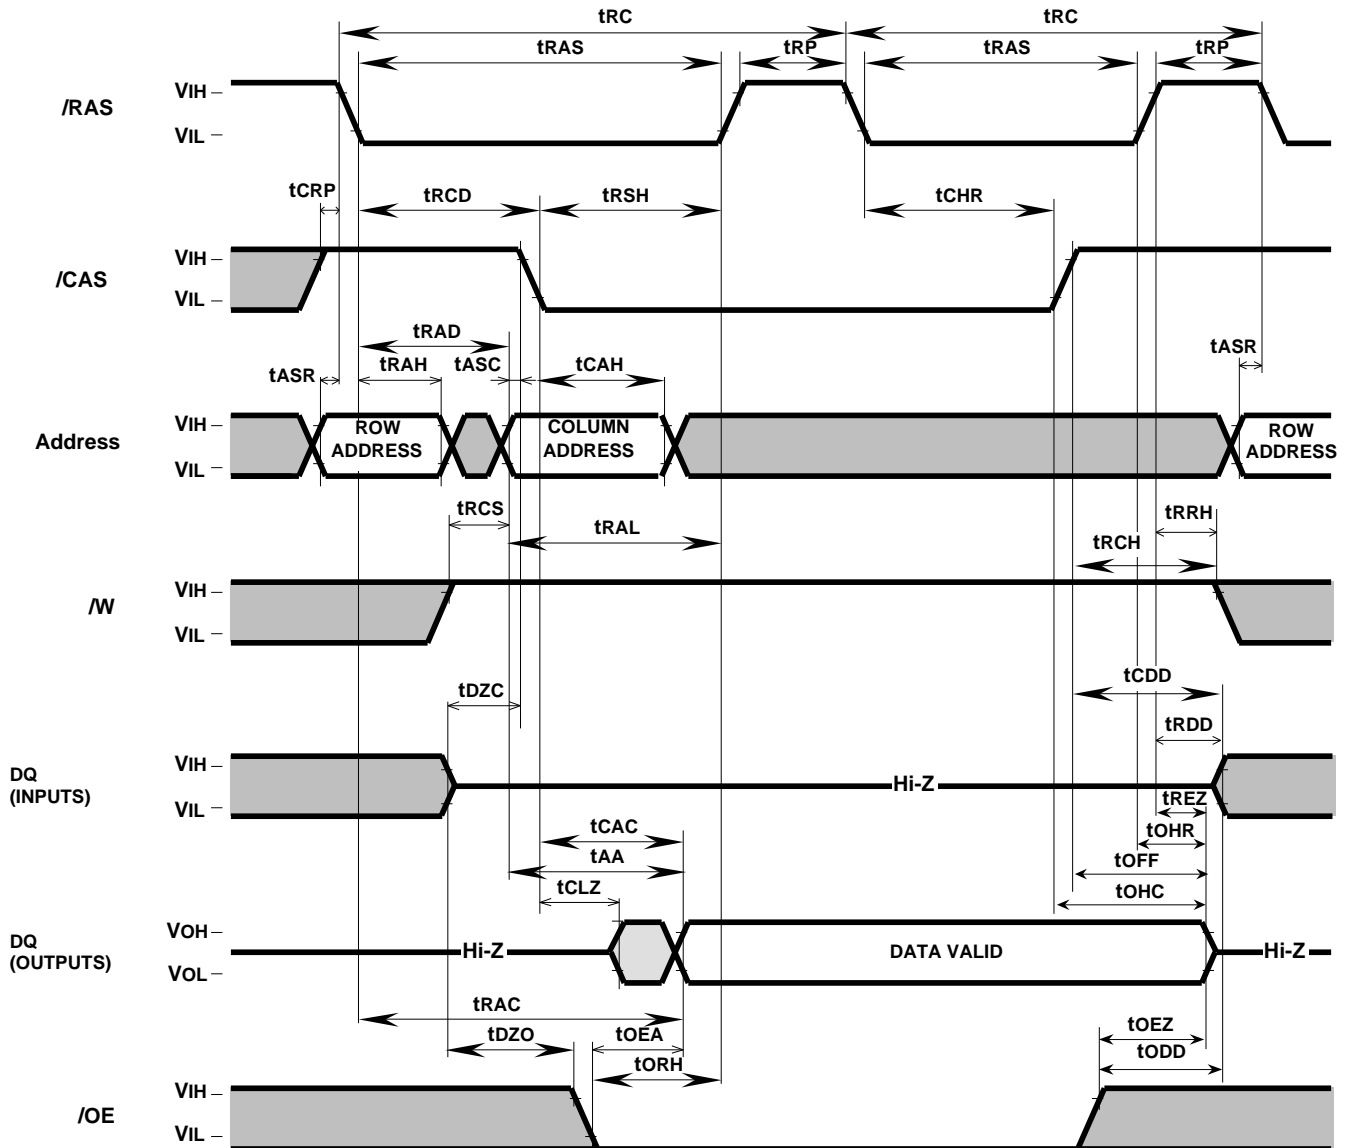 tRC tRC
tRAS tRP tRAS tRP
/RAS VIH
VIL
tCRP tRCD tRSH tCHR
/CAS VIH
VIL
tRAD
tASR tRAH tASC tCAH tASR
Address VIH ROW ADDRESS COLUMN ADDRESS ROW ADDRESS
VIL
tRCS tRAL tRRH
tRCH
/W VIH
VIL
tDZC tCDD
tRDD
DQ (INPUTS) VIH Hi-Z
VIL
tREZ
tCAC tOHR
tAA tOFF
tCLZ tOHC
DQ (OUTPUTS) VOH Hi-Z DATA VALID Hi-Z
VOL
tRAC
tDZO tOEA tOEZ
tORH tODD
/OE VIH
VIL